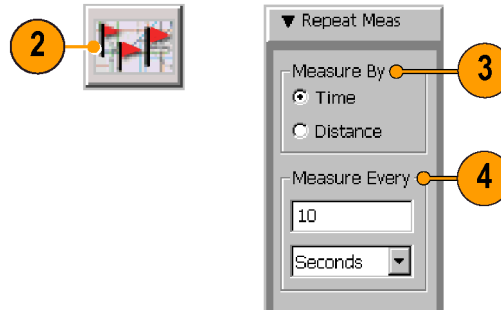 2
▼ Repeat Meas
Measure By
3
Time
Distance
Measure Every
4
10
Seconds